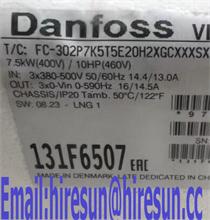 Danfoss VL
T/C: FC-302P7K5T5E20H2XGCXXXSX
7.5kW(400V) / 10HP(460V)
IN: 3x380-500V 50/60Hz 14.4/13.0A
OUT: 3x0-Vin 0-590Hz 16/14.5A
CHASSIS/IP20 Tamb. 50°C/122°F
SW: 08.23 - LNG 1
131F6507 EAC
MADE IN DENMARK
Email:hiresun@hiresun.cc